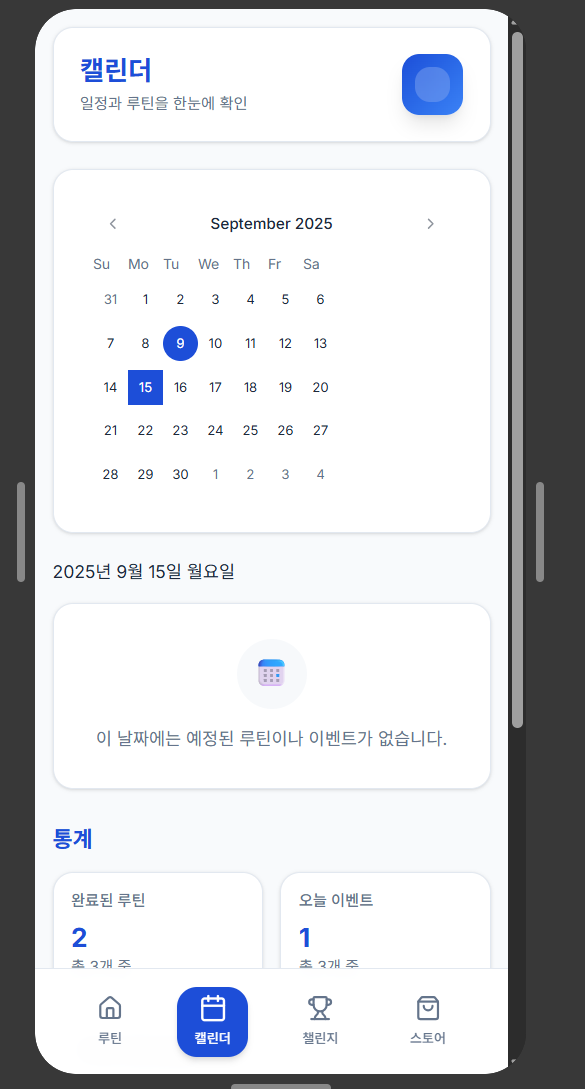 캘린더
일정과 루틴을 한눈에 확인
September 2025
Su Mo Tu We Th Fr Sa
31 1 2 3 4 5 6
7 8 9 10 11 12 13
14 15 16 17 18 19 20
21 22 23 24 25 26 27
28 29 30 1 2 3 4
2025년 9월 15일 월요일
이 날짜에는 예정된 루틴이나 이벤트가 없습니다.
통계
완료된 루틴 오늘 이벤트
2 1
총 3개 중 총 3개 중
루틴 캘린더 챌린지 스토어